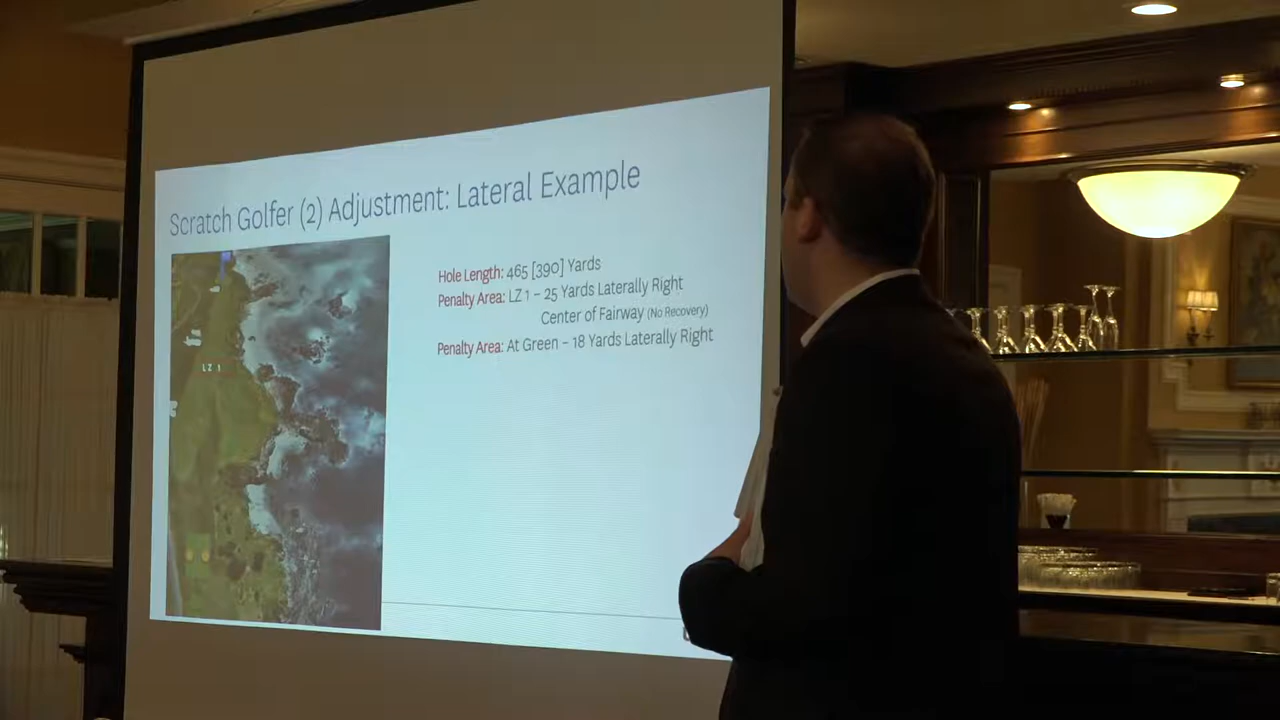 Scratch Golfer (2) Adjustment: Lateral Example
Hole Length: 465 [390] Yards
Penalty Area: LZ 1 – 25 Yards Laterally Right
Center of Fairway (No Recovery)
Penalty Area: At Green – 18 Yards Laterally Right
LZ 1